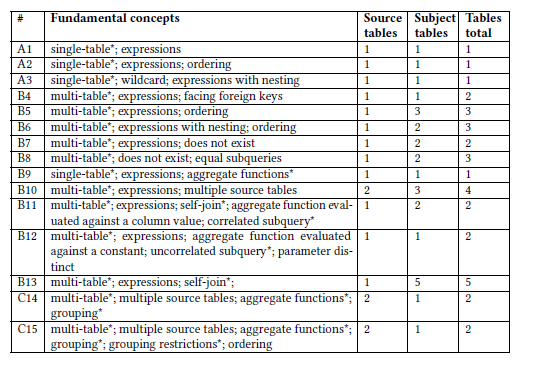 # Fundamental concepts Source tables Subject tables Tables total
A1 single-table*; expressions 1 1 1
A2 single-table*; expressions; ordering 1 1 1
A3 single-table*; wildcard; expressions with nesting 1 1 1
B4 multi-table*; expressions; facing foreign keys 1 1 2
B5 multi-table*; expressions; ordering 1 3 3
B6 multi-table*; expressions with nesting; ordering 1 2 3
B7 multi-table*; expressions; does not exist 1 2 2
B8 multi-table*; does not exist; equal subqueries 1 2 3
B9 single-table*; expressions; aggregate functions* 1 1 1
B10 multi-table*; expressions; multiple source tables 2 3 4
B11 multi-table*; expressions; self-join*; aggregate function eval- 1 2 2
uated against a column value; correlated subquery*
B12 multi-table*; expressions; aggregate function evaluated 1 1 2
against a constant; uncorrelated subquery*; parameter dis-
tinct
B13 multi-table*; expressions; self-join*; 1 5 5
C14 multi-table*; multiple source tables; aggregate functions*; 2 1 2
grouping*
C15 multi-table*; multiple source tables; aggregate functions*; 2 1 2
grouping*; grouping restrictions*; ordering